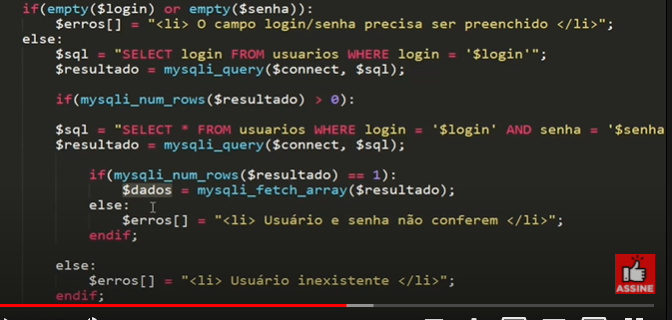 if(empty($login) or empty($senha)):
$erros[] = "<li> O campo login/senha precisa ser preenchido </li>";
else:
$sql = "SELECT login FROM usuarios WHERE login = '$login'";
$resultado = mysqli_query($connect, $sql);
if(mysqli_num_rows($resultado) > 0):
$sql = "SELECT * FROM usuarios WHERE login = '$login' AND senha = '$senha
$resultado = mysqli_query($connect, $sql);
if(mysqli_num_rows($resultado) == 1):
$dados = mysqli_fetch_array($resultado);
else:
$erros[] = "<li> Usuário e senha não conferem </li>";
endif;
else:
$erros[] = "<li> Usuário inexistente </li>";
endif;
ASSINE